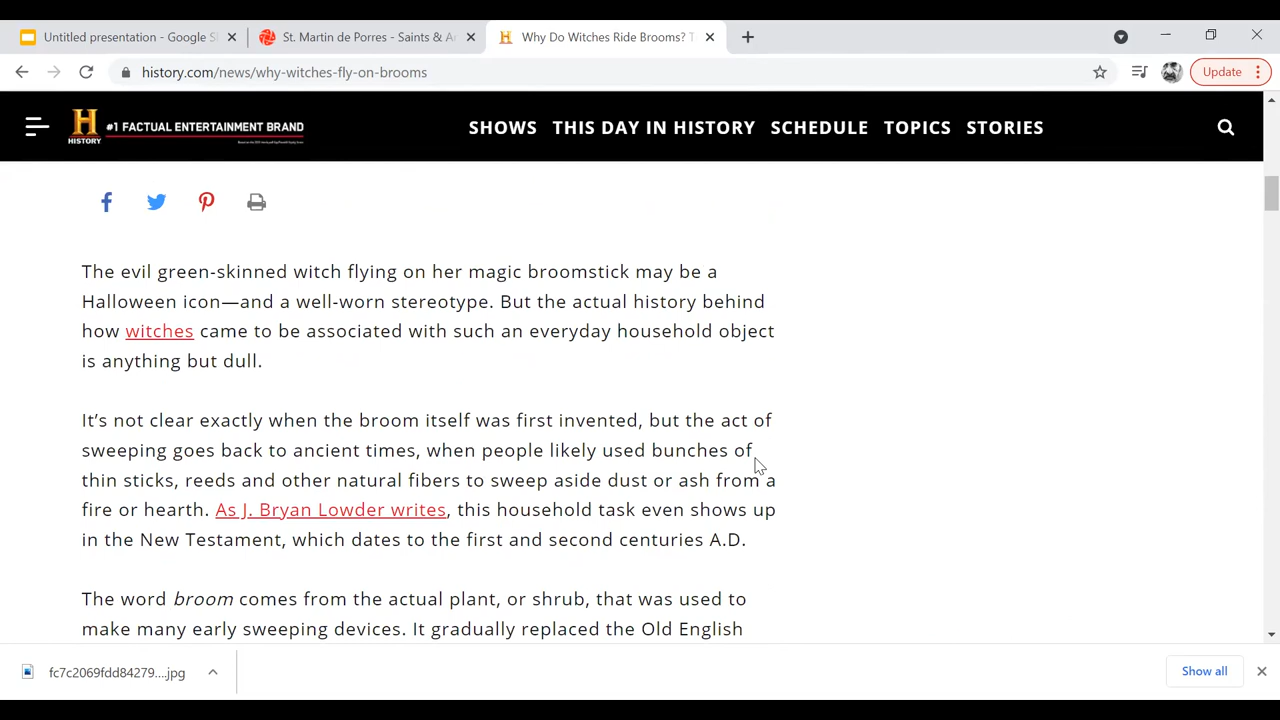 Untitled presentation - Google Sl
St. Martin de Porres - Saints & A
Why Do Witches Ride Brooms? T
history.com/news/why-witches-fly-on-brooms
Update
H
HISTORY
#1 FACTUAL ENTERTAINMENT BRAND
SHOWS THIS DAY IN HISTORY SCHEDULE TOPICS STORIES
The evil green-skinned witch flying on her magic broomstick may be a
Halloween icon—and a well-worn stereotype. But the actual history behind
how witches came to be associated with such an everyday household object
is anything but dull.
It’s not clear exactly when the broom itself was first invented, but the act of
sweeping goes back to ancient times, when people likely used bunches of
thin sticks, reeds and other natural fibers to sweep aside dust or ash from a
fire or hearth. As J. Bryan Lowder writes, this household task even shows up
in the New Testament, which dates to the first and second centuries A.D.
The word broom comes from the actual plant, or shrub, that was used to
make many early sweeping devices. It gradually replaced the Old English
fc7c2069fdd84279....jpg
Show all